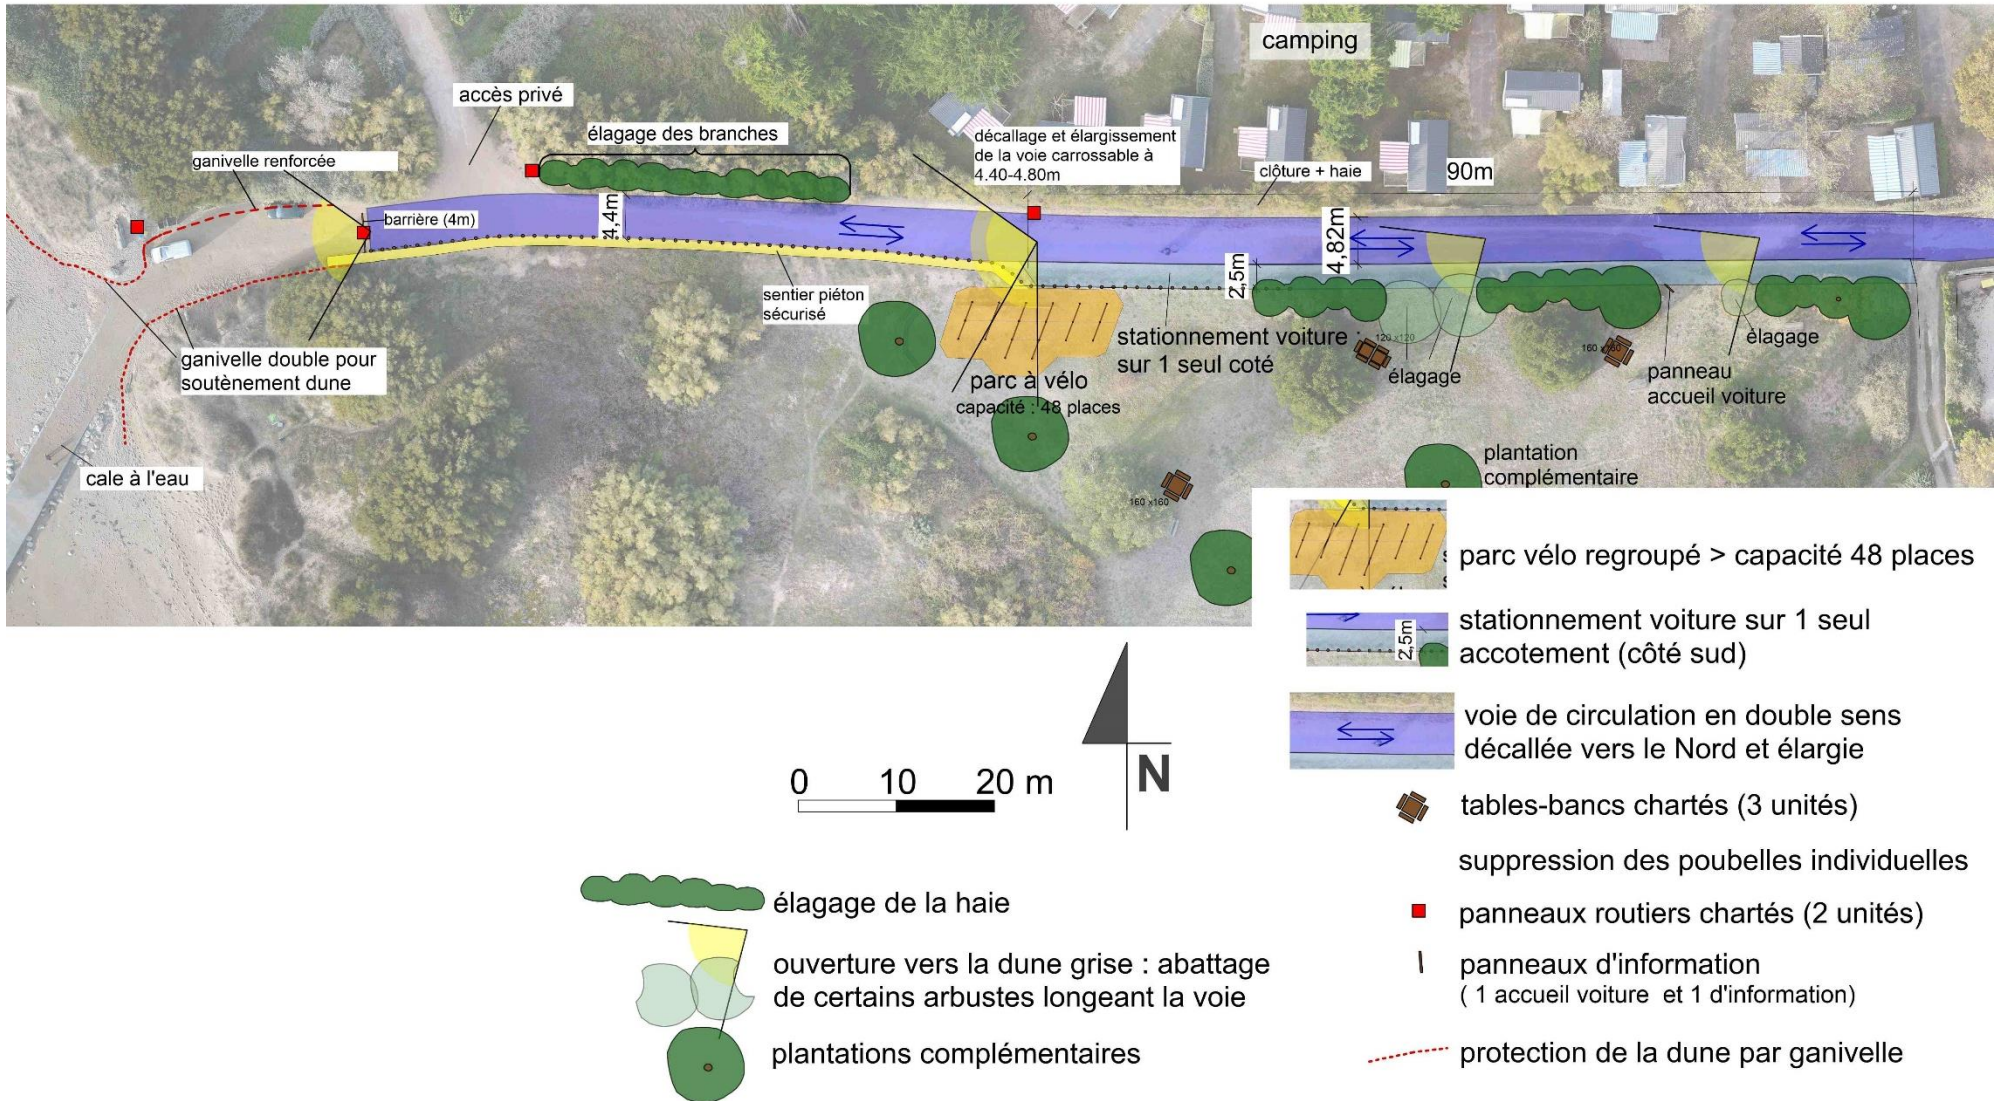 camping
accès privé
élagage des branches
décallage et élargissement
de la voie carrossable à
4.40-4.80m
ganivelle renforcée
clôture + haie
90m
barrière (4m)
4,4m
4,82m
2,5m
sentier piéton
sécurisé
ganivelle double pour
soutènement dune
stationnement voiture
sur 1 seul coté
120 x120
160 x160
élagage
élagage
parc à vélo
capacité : 48 places
panneau
accueil voiture
cale à l'eau
160 x160
plantation
complémentaire
parc vélo regroupé > capacité 48 places
2,5m
stationnement voiture sur 1 seul
accotement (côté sud)
voie de circulation en double sens
décallée vers le Nord et élargie
N
0 10 20 m
tables-bancs chartés (3 unités)
suppression des poubelles individuelles
panneaux routiers chartés (2 unités)
panneaux d'information
( 1 accueil voiture et 1 d'information)
protection de la dune par ganivelle
élagage de la haie
ouverture vers la dune grise : abattage
de certains arbustes longeant la voie
plantations complémentaires